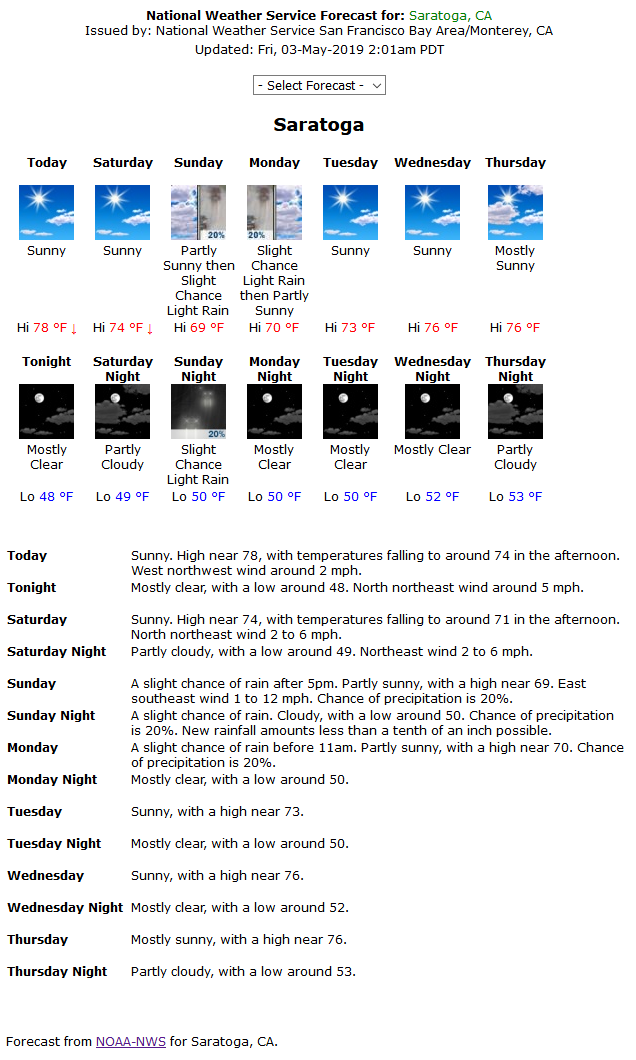 National Weather Service Forecast for: Saratoga, CA
Issued by: National Weather Service San Francisco Bay Area/Monterey, CA
Updated: Fri, 03-May-2019 2:01am PDT
- Select Forecast -
Saratoga
Today Saturday Sunday Monday Tuesday Wednesday Thursday
20% 20%
Sunny Sunny Partly Slight Sunny Sunny Mostly
Sunny then Chance Sunny
Slight Light Rain
Chance then Partly
Light Rain Sunny
Hi 78 °F ↓ Hi 74 °F ↓ Hi 69 °F Hi 70 °F Hi 73 °F Hi 76 °F Hi 76 °F
Tonight Saturday Sunday Monday Tuesday Wednesday Thursday
Night Night Night Night Night Night
20%
Mostly Partly Slight Mostly Mostly Mostly Clear Partly
Clear Cloudy Chance Clear Clear Cloudy
Light Rain
Lo 48 °F Lo 49 °F Lo 50 °F Lo 50 °F Lo 50 °F Lo 52 °F Lo 53 °F
Today Sunny. High near 78, with temperatures falling to around 74 in the afternoon.
West northwest wind around 2 mph.
Tonight Mostly clear, with a low around 48. North northeast wind around 5 mph.
Saturday Sunny. High near 74, with temperatures falling to around 71 in the afternoon.
North northeast wind 2 to 6 mph.
Saturday Night Partly cloudy, with a low around 49. Northeast wind 2 to 6 mph.
Sunday A slight chance of rain after 5pm. Partly sunny, with a high near 69. East
southeast wind 1 to 12 mph. Chance of precipitation is 20%.
Sunday Night A slight chance of rain. Cloudy, with a low around 50. Chance of precipitation
is 20%. New rainfall amounts less than a tenth of an inch possible.
Monday A slight chance of rain before 11am. Partly sunny, with a high near 70. Chance
of precipitation is 20%.
Monday Night Mostly clear, with a low around 50.
Tuesday Sunny, with a high near 73.
Tuesday Night Mostly clear, with a low around 50.
Wednesday Sunny, with a high near 76.
Wednesday Night Mostly clear, with a low around 52.
Thursday Mostly sunny, with a high near 76.
Thursday Night Partly cloudy, with a low around 53.
Forecast from NOAA-NWS for Saratoga, CA.